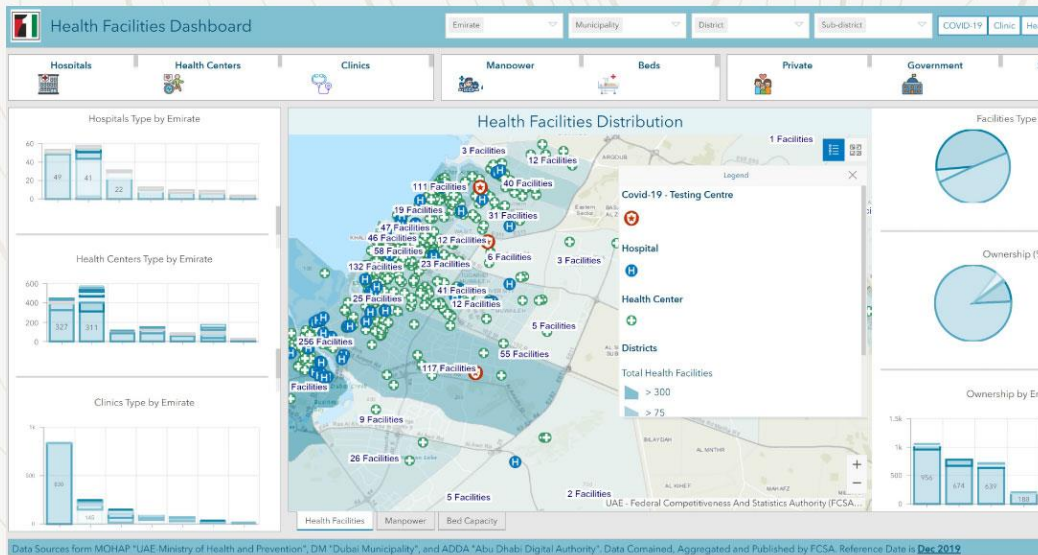 Health Facilities Dashboard
Emirate
Municipality
District
Sub-district
COVID-19
Clinic
Hospitals
Health Centers
Clinics
Manpower
Beds
Private
Government
Hospitals Type by Emirate
60
40
20
0
49
41
22
Health Centers Type by Emirate
600
400
200
0
327
311
Clinics Type by Emirate
1k
500
0
145
Health Facilities Distribution
1 Facilities
3 Facilities
12 Facilities
111 Facilities
40 Facilities
19 Facilities
31 Facilities
47 Facilities
46 Facilities
12 Facilities
58 Facilities
6 Facilities
3 Facilities
132 Facilities
23 Facilities
41 Facilities
25 Facilities
12 Facilities
5 Facilities
256 Facilities
55 Facilities
117 Facilities
Facilities
9 Facilities
26 Facilities
5 Facilities
2 Facilities
Legend
Covid-19 - Testing Centre
Hospital
Health Center
Districts
Total Health Facilities
> 300
> 75
UAE - Federal Competitiveness And Statistics Authority (FCSA...
Health Facilities
Manpower
Bed Capacity
Facilities Type
Ownership (
Ownership by E
1.5k
1k
500
0
956
674
639
188
Data Sources form MOHAP "UAE-Ministry of Health and Prevention", DM "Dubai Municipality", and ADDA "Abu Dhabi Digital Authority". Data Comained, Aggregated and Published by FCSA. Reference Date is Dec 2019